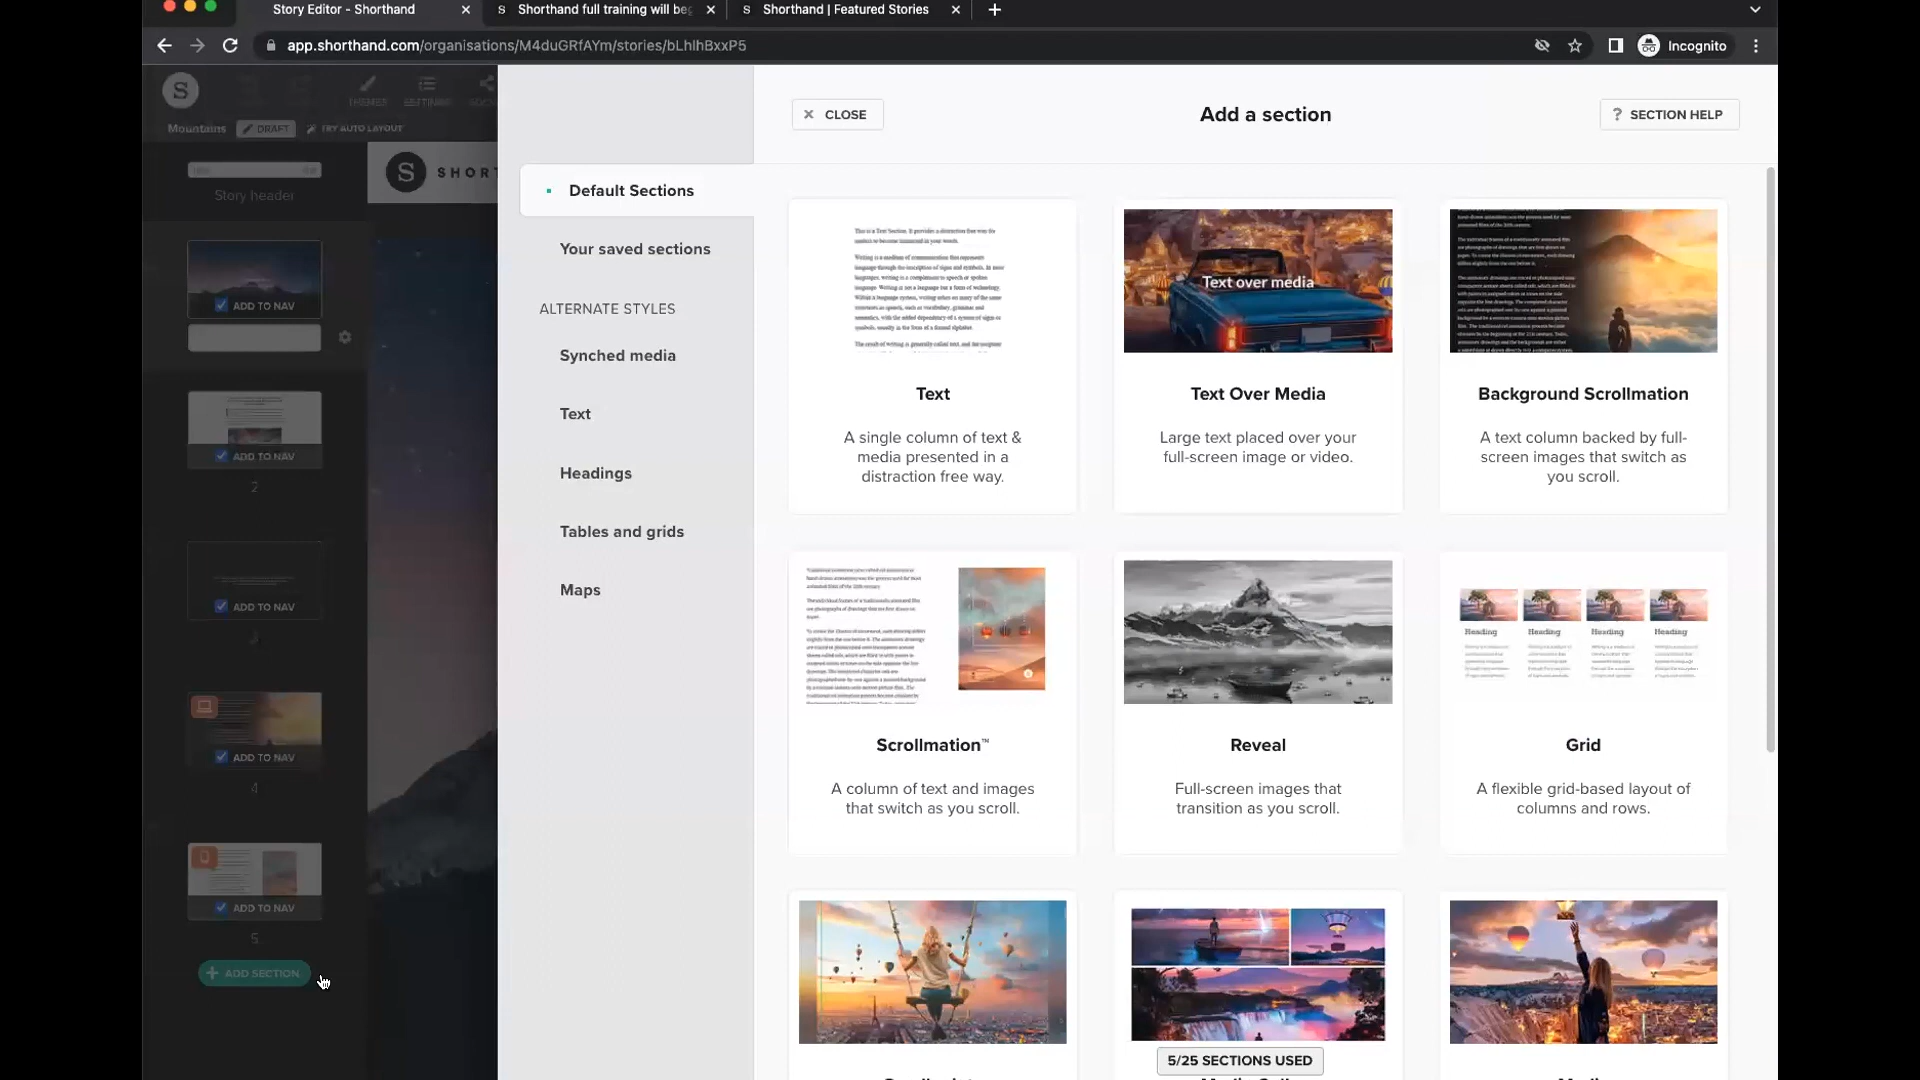 Story Editor - Shorthand
Shorthand full training will be
Shorthand | Featured Stories
app.shorthand.com/organisations/M4duGRfAYm/stories/bLhIhBxxP5
Incognito
S
THEMES
SETTINGS
Mountains
DRAFT
TRY AUTO LAYOUT
Story header
S SHORT
ADD TO NAV
ADD TO NAV
2
ADD TO NAV
3
ADD TO NAV
4
ADD TO NAV
5
+ ADD SECTION
× CLOSE
Add a section
? SECTION HELP
Default Sections
Your saved sections
ALTERNATE STYLES
Synched media
Text
Headings
Tables and grids
Maps
Text
A single column of text &
media presented in a
distraction free way.
Text over media
Text Over Media
Large text placed over your
full-screen image or video.
Background Scrollmation
A text column backed by full-
screen images that switch as
you scroll.
Scrollmation™
A column of text and images
that switch as you scroll.
Reveal
Full-screen images that
transition as you scroll.
Heading Heading Heading Heading
Grid
A flexible grid-based layout of
columns and rows.
5/25 SECTIONS USED